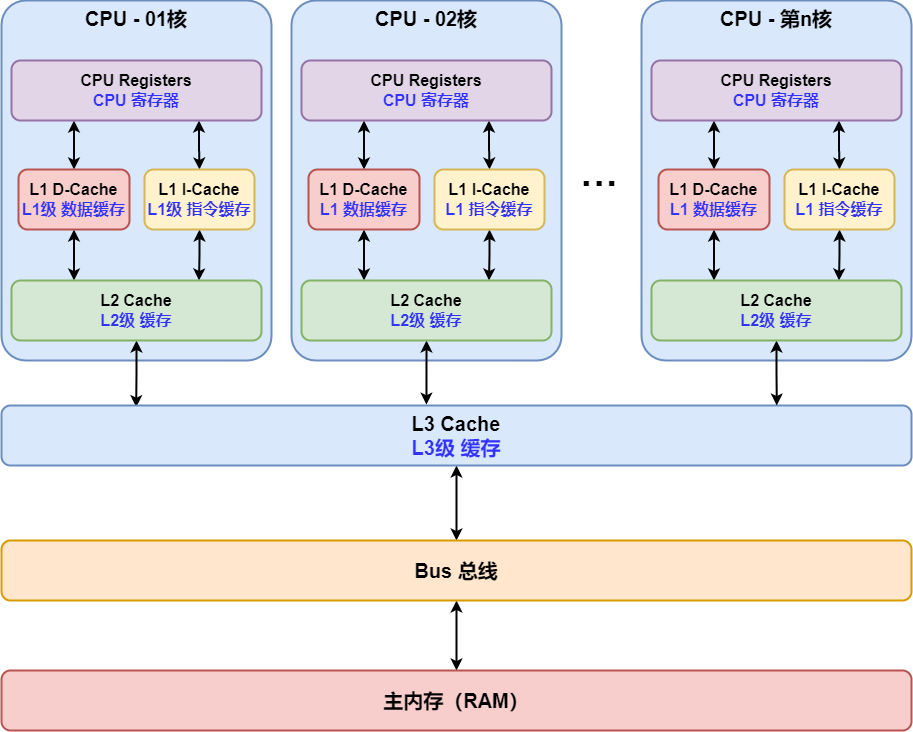 CPU - 01核
CPU Registers
CPU 寄存器
L1 D-Cache
L1级 数据缓存
L1 I-Cache
L1级 指令缓存
L2 Cache
L2级 缓存
CPU - 02核
CPU Registers
CPU 寄存器
L1 D-Cache
L1 数据缓存
L1 I-Cache
L1 指令缓存
L2 Cache
L2级 缓存
...
CPU - 第n核
CPU Registers
CPU 寄存器
L1 D-Cache
L1 数据缓存
L1 I-Cache
L1 指令缓存
L2 Cache
L2级 缓存
L3 Cache
L3级 缓存
Bus 总线
主内存（RAM）